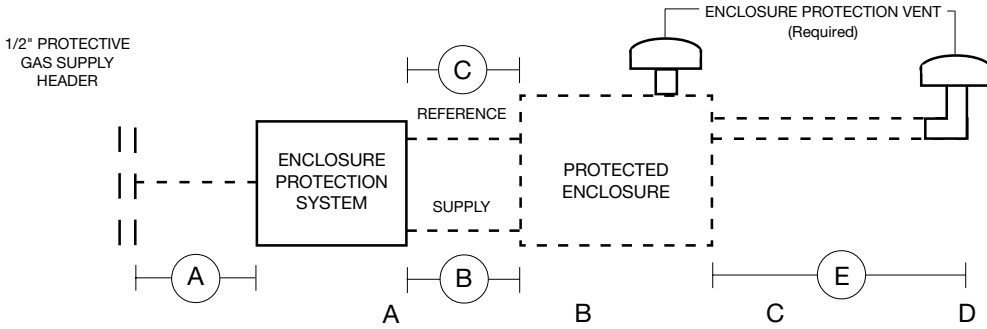 ENCLOSURE PROTECTION VENT
(Required)
1/2" PROTECTIVE
GAS SUPPLY
HEADER
C
REFERENCE
ENCLOSURE
PROTECTION
SYSTEM
PROTECTED
ENCLOSURE
SUPPLY
A
B
E
A B C D